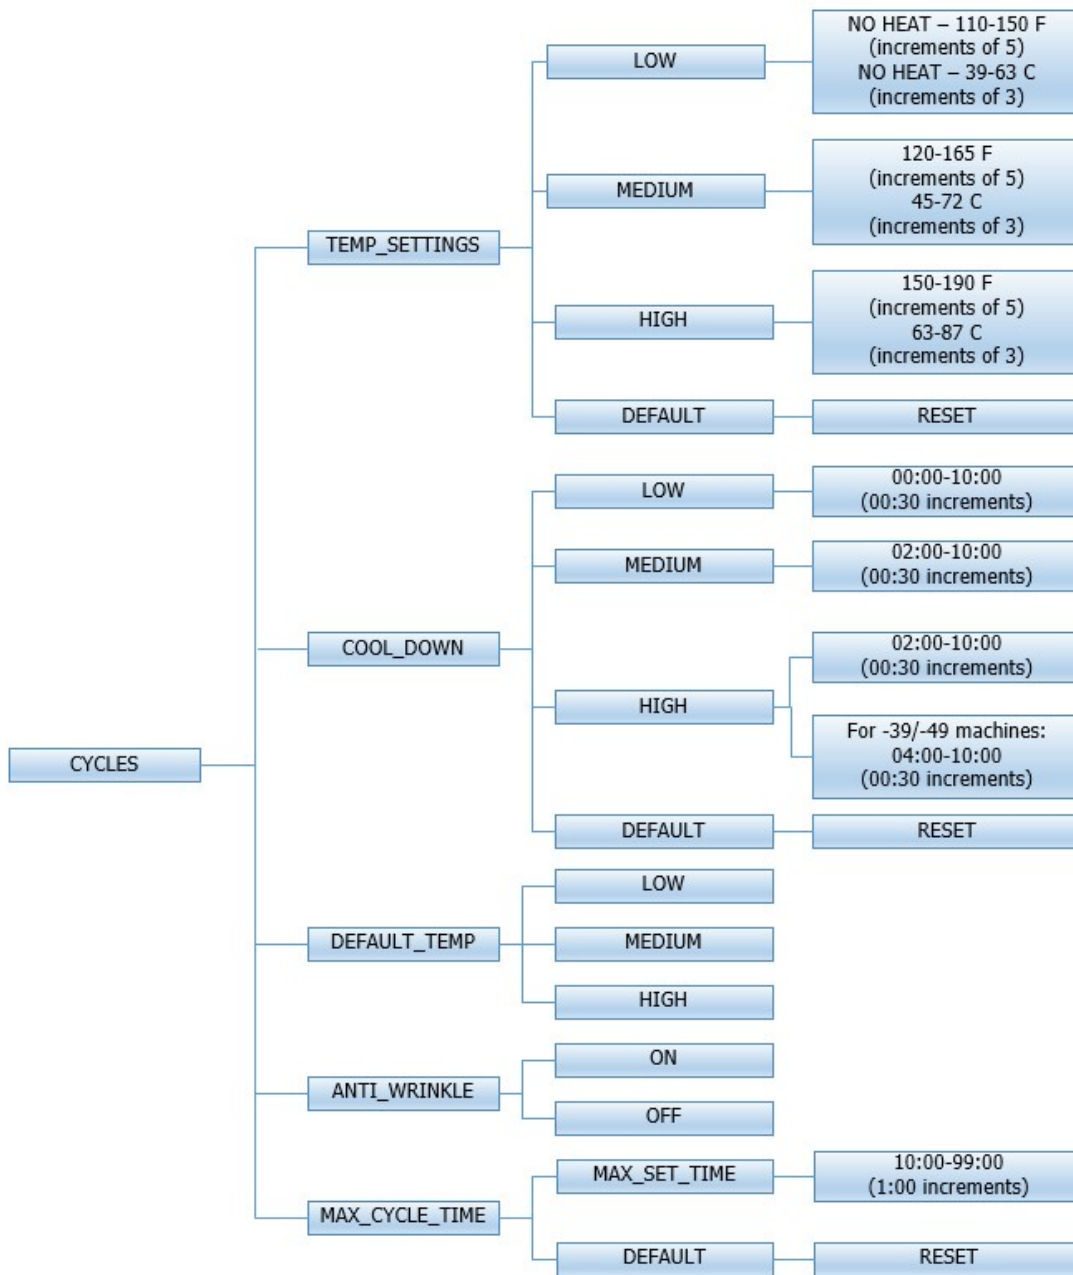 CYCLES
TEMP_SETTINGS
LOW
NO HEAT – 110-150 F
(increments of 5)
NO HEAT – 39-63 C
(increments of 3)
MEDIUM
120-165 F
(increments of 5)
45-72 C
(increments of 3)
HIGH
150-190 F
(increments of 5)
63-87 C
(increments of 3)
DEFAULT
RESET
COOL_DOWN
LOW
00:00-10:00
(00:30 increments)
MEDIUM
02:00-10:00
(00:30 increments)
HIGH
02:00-10:00
(00:30 increments)
For -39/-49 machines:
04:00-10:00
(00:30 increments)
DEFAULT
RESET
DEFAULT_TEMP
LOW
MEDIUM
HIGH
ANTI_WRINKLE
ON
OFF
MAX_CYCLE_TIME
MAX_SET_TIME
10:00-99:00
(1:00 increments)
DEFAULT
RESET